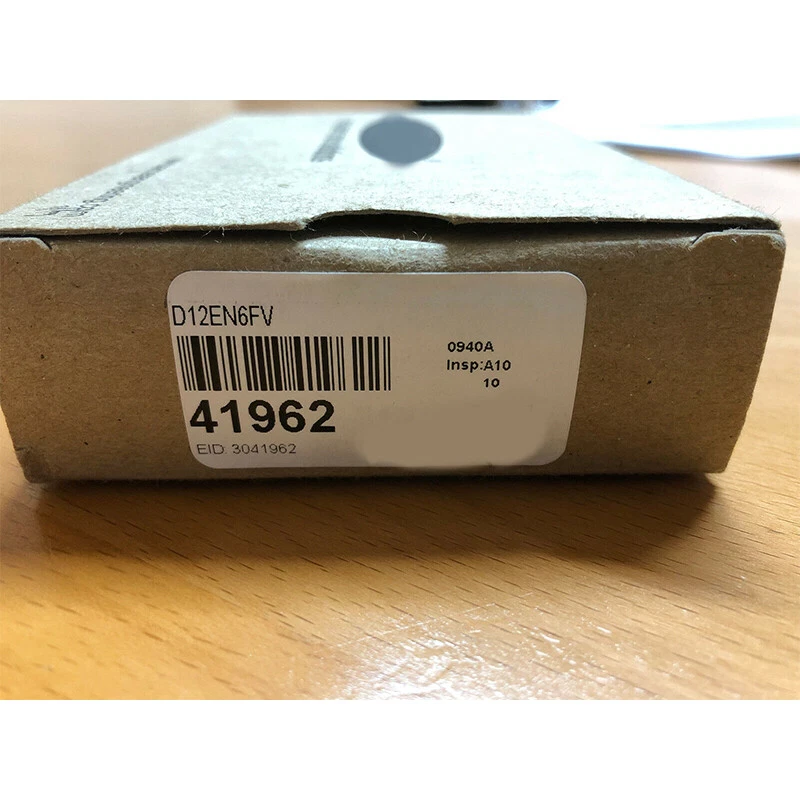 D12EN6FV
0940A
Insp:A10
10
41962
EID: 3041962